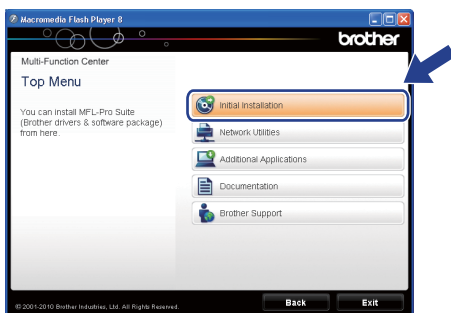 Macromedia Flash Player 8
brother
Multi-Function Center
Top Menu
You can install MFL-Pro Suite
(Brother drivers & software package)
from here.
Initial Installation
Network Utilities
Additional Applications
Documentation
Brother Support
© 2001-2010 Brother Industries, Ltd. All Rights Reserved.
Back
Exit